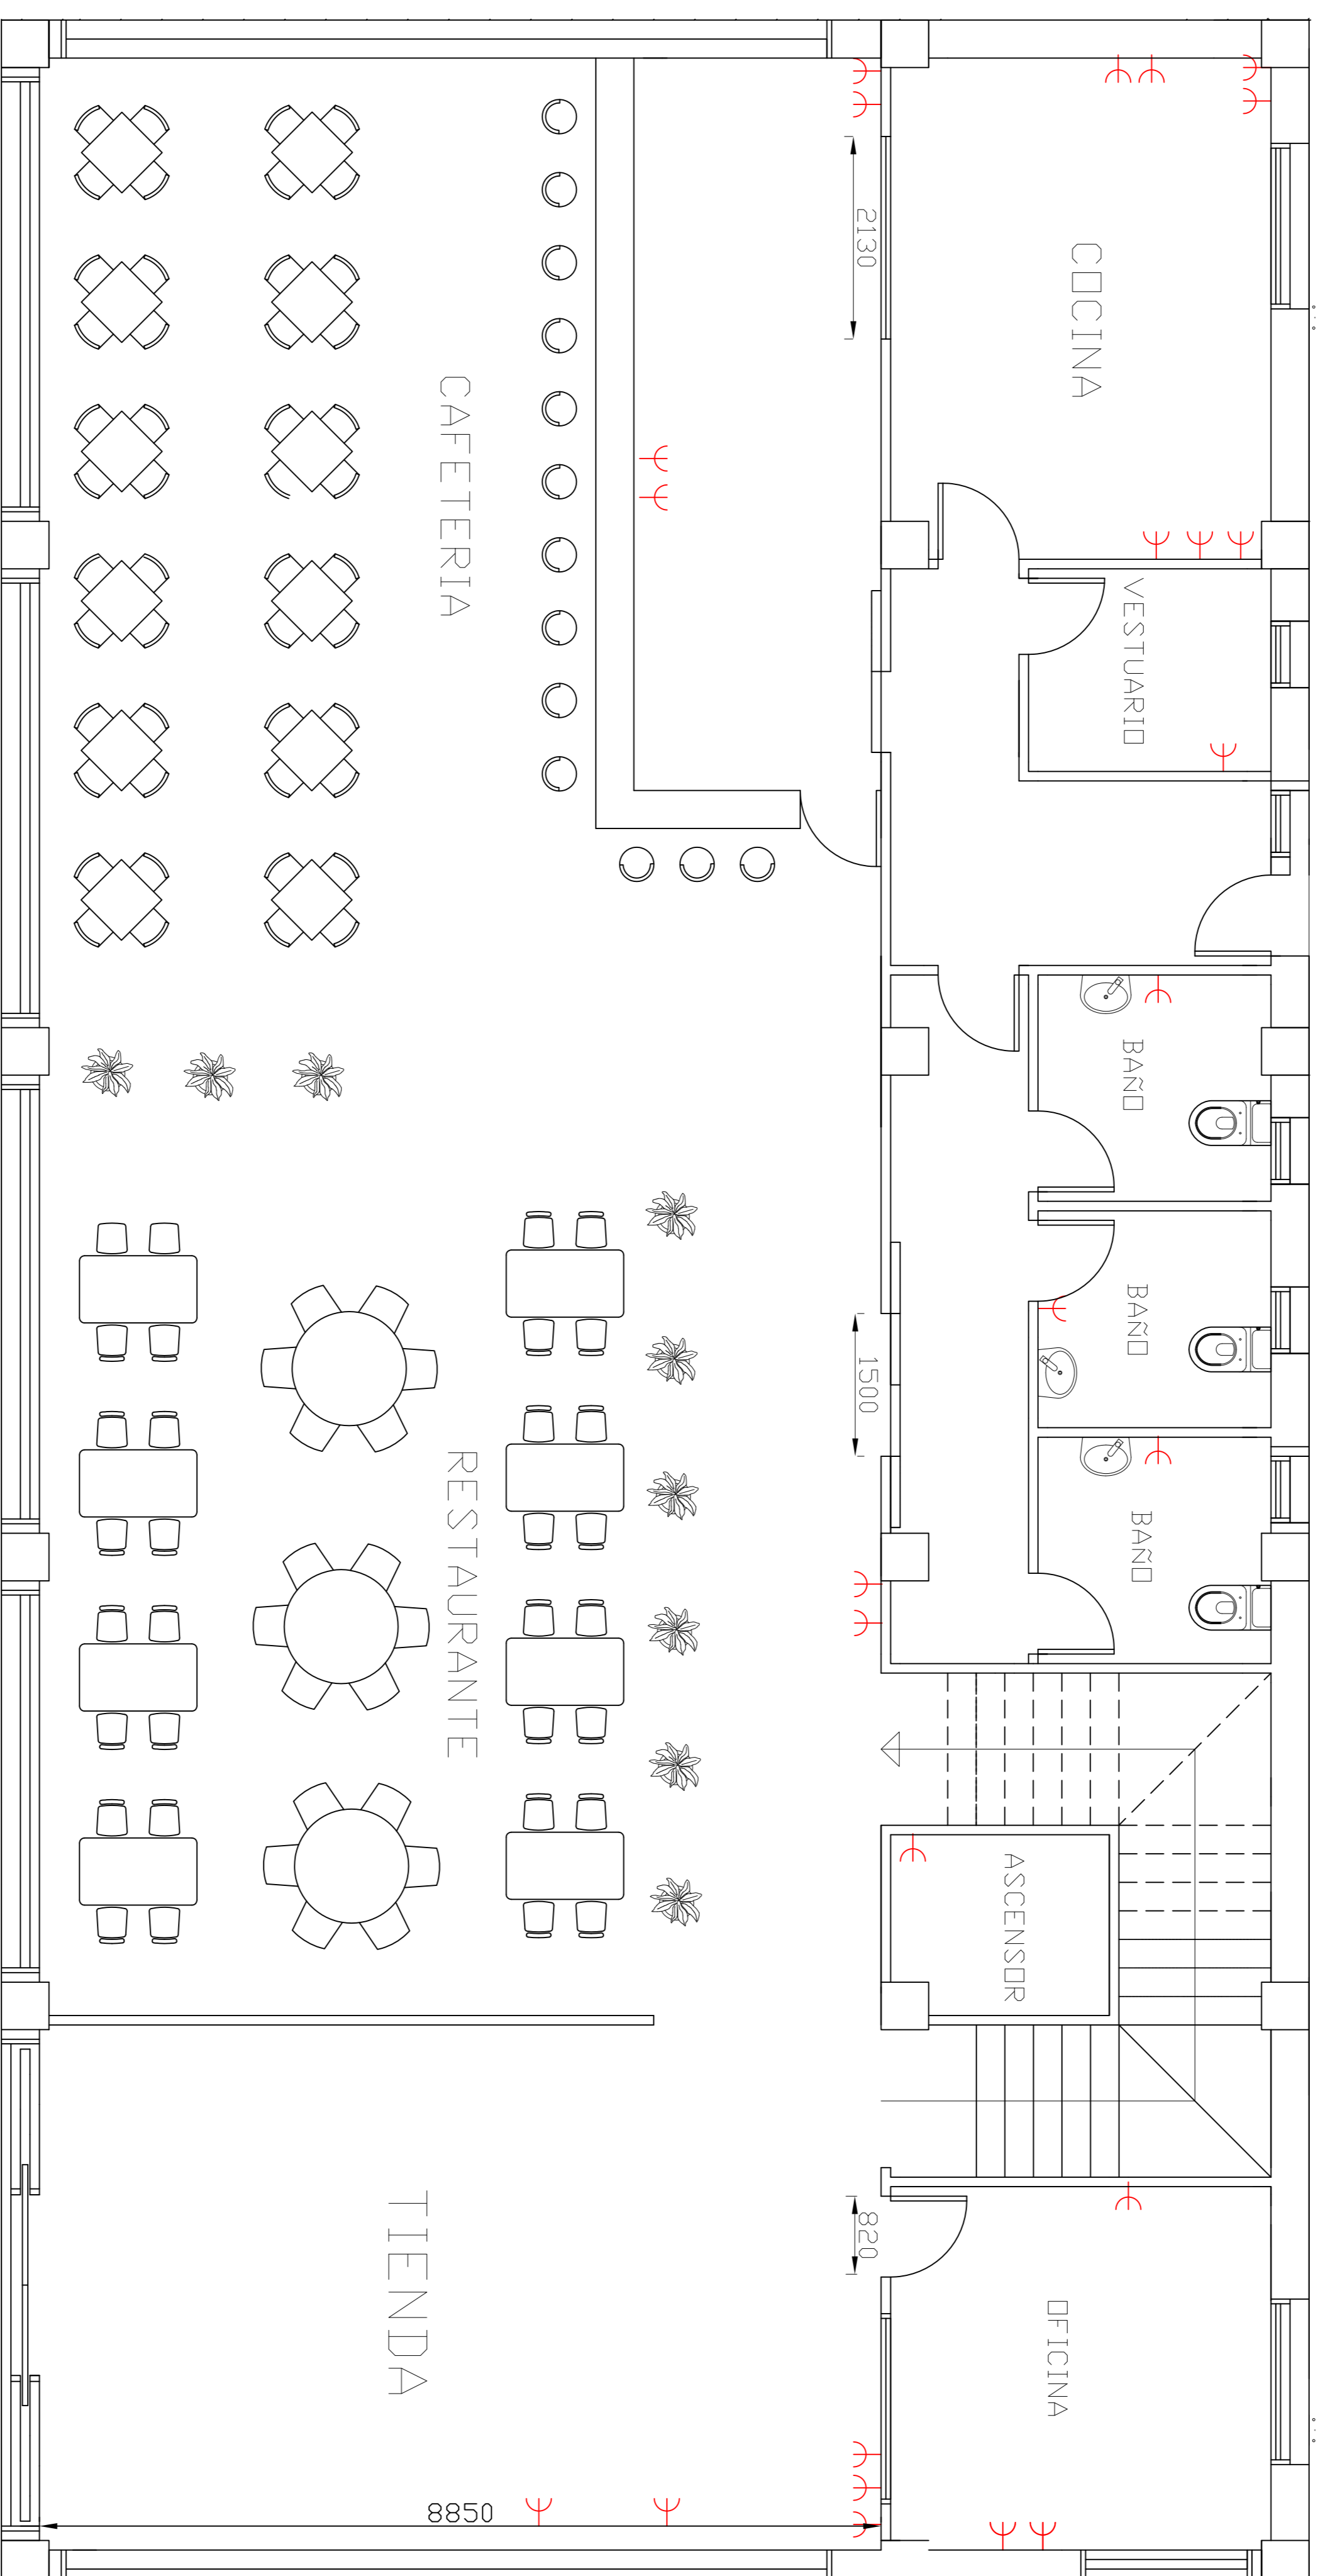 COCINA
2130
CAFETERIA
VESTUARIO
BAÑO
BAÑO
1500
BAÑO
RESTAURANTE
ASCENSOR
820
OFICINA
TIENDA
8850